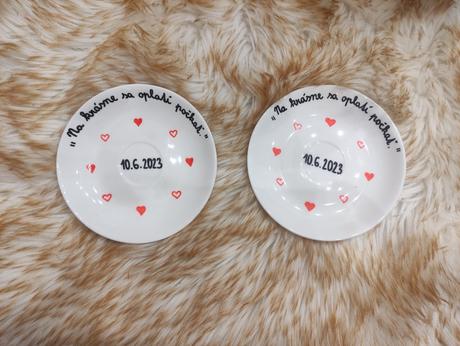 „Na krásne sa oplatí počkať.“
10.6.2023
„Na krásne sa oplatí počkať.“
10.6.2023